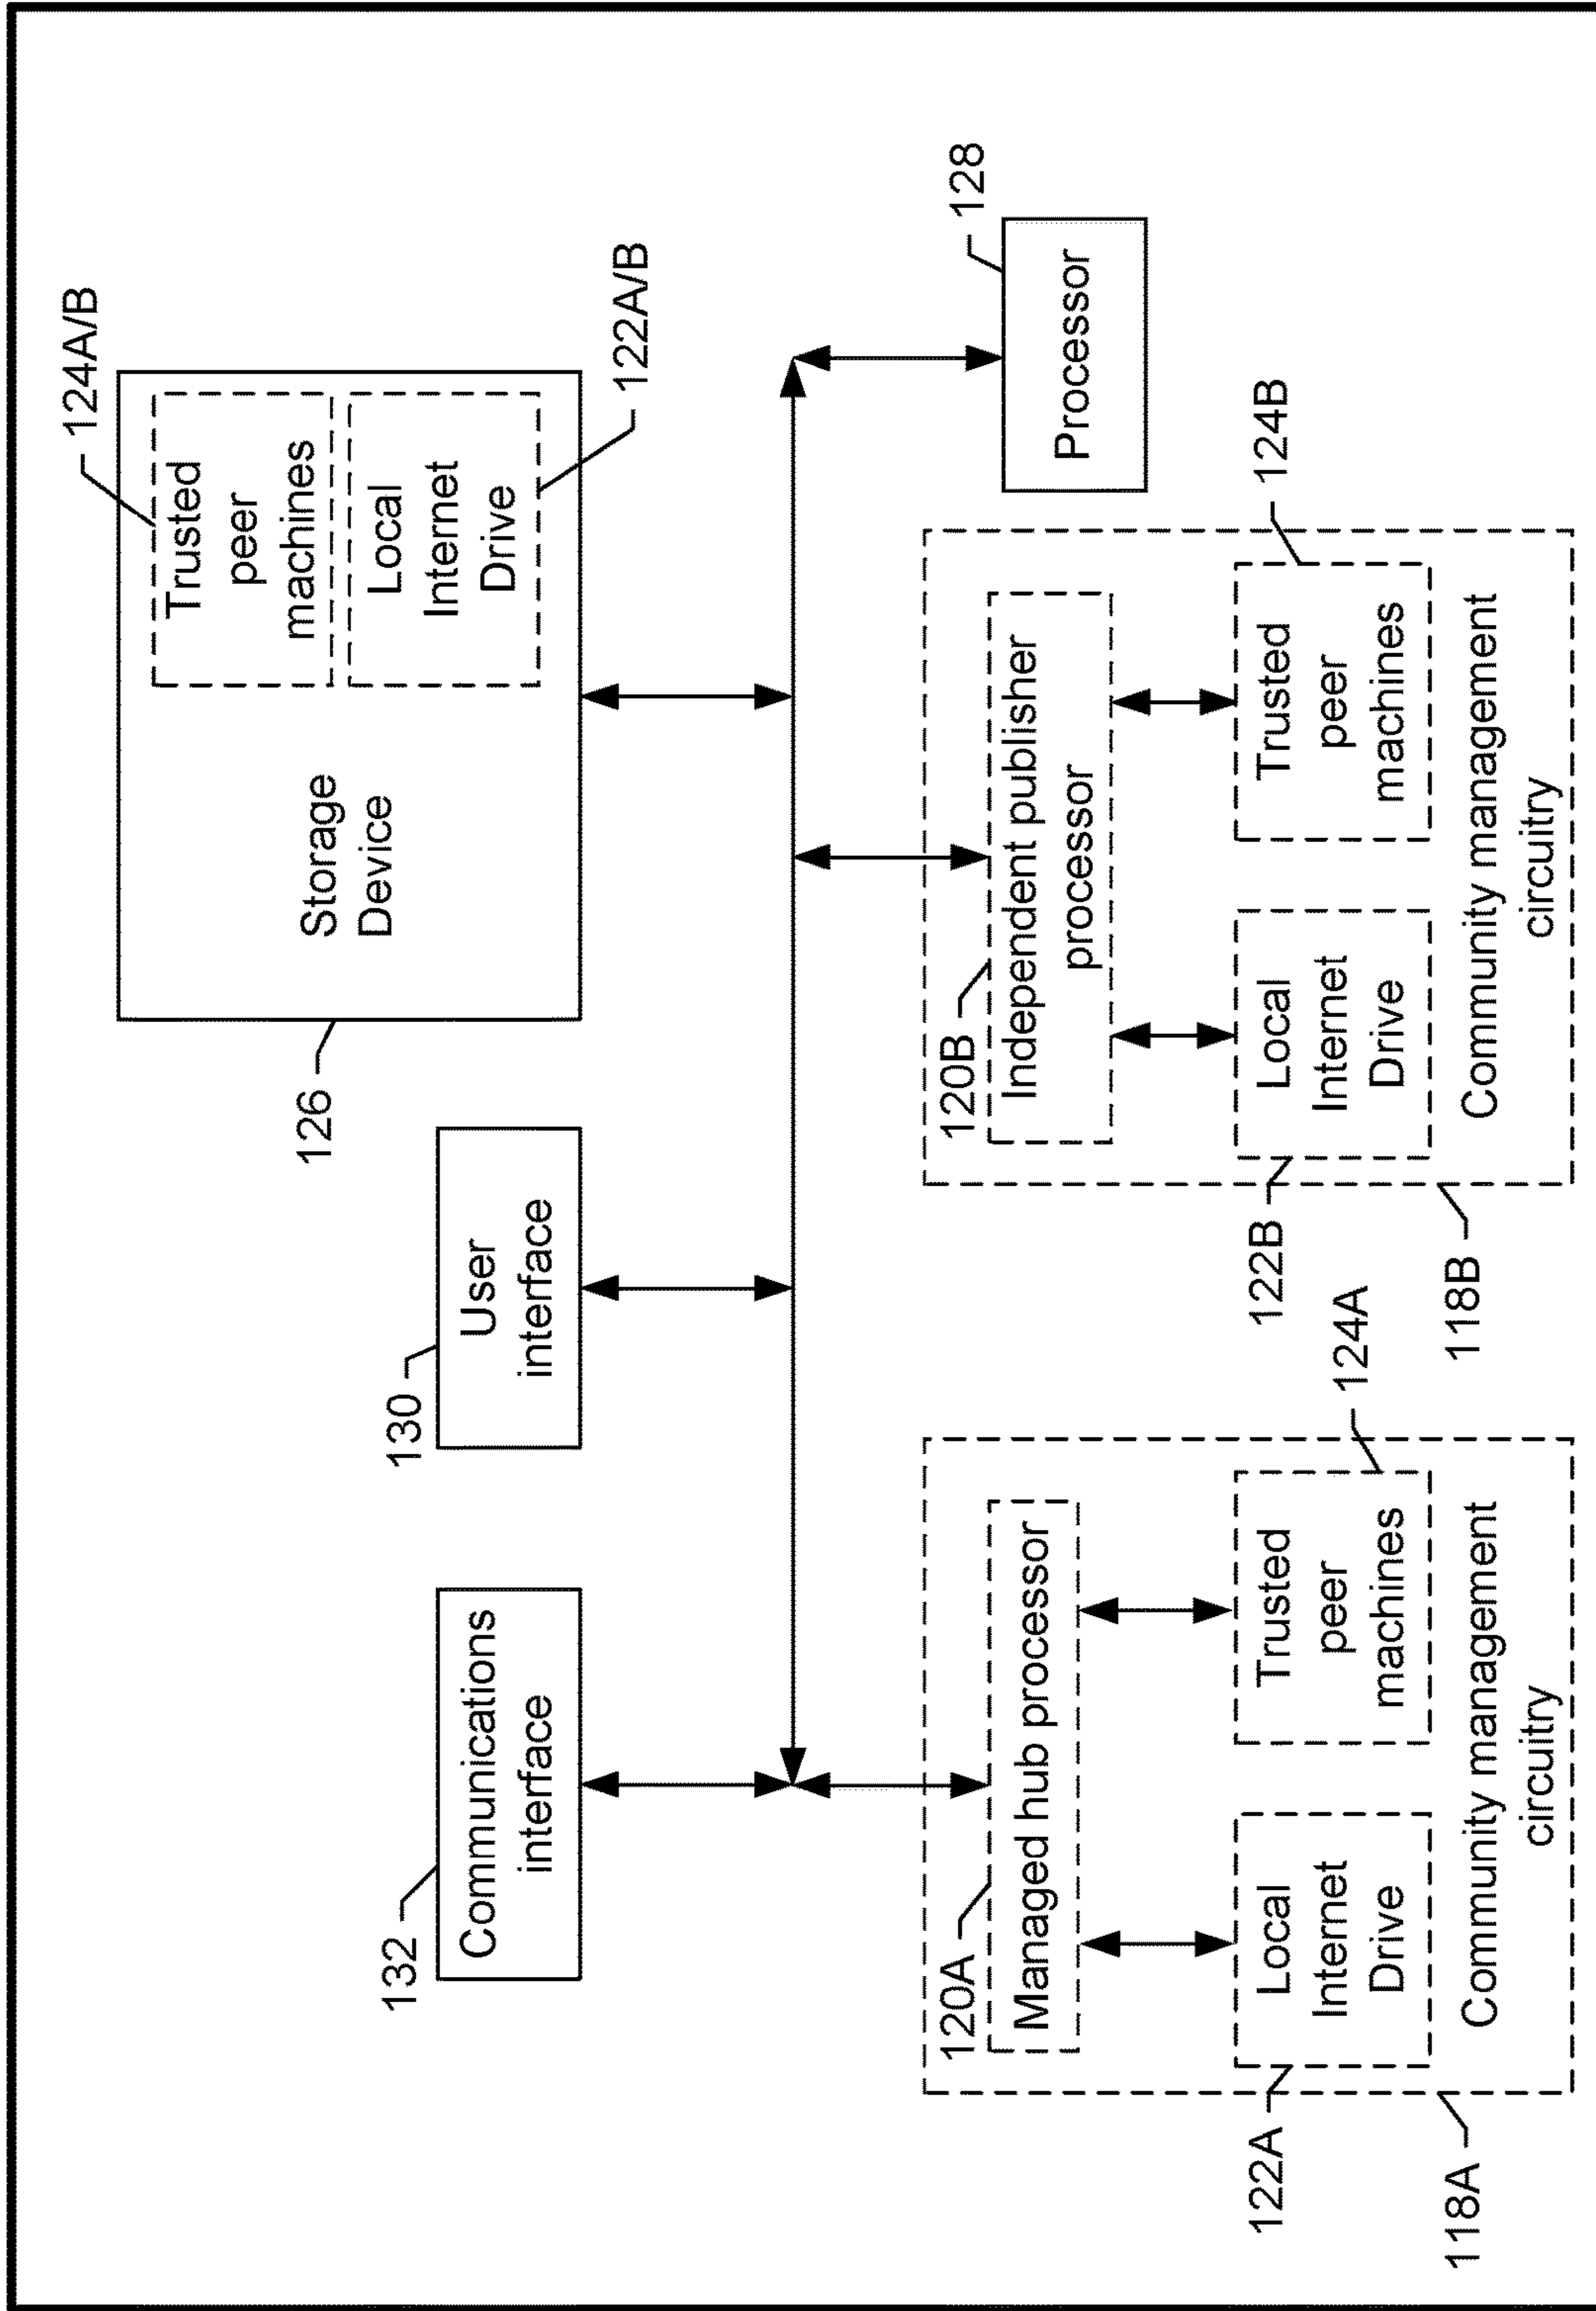 132
Communications
interface
130
User
interface
126
Storage
Device
124A/B
Trusted
peer
machines
Local
Internet
Drive
122A/B
120A
Managed hub processor
122A
Local
Internet
Drive
124A
Trusted
peer
machines
Community management
circuitry
118A
120B
Independent publisher
processor
122B
Local
Internet
Drive
124B
Trusted
peer
machines
Community management
circuitry
118B
128
Processor